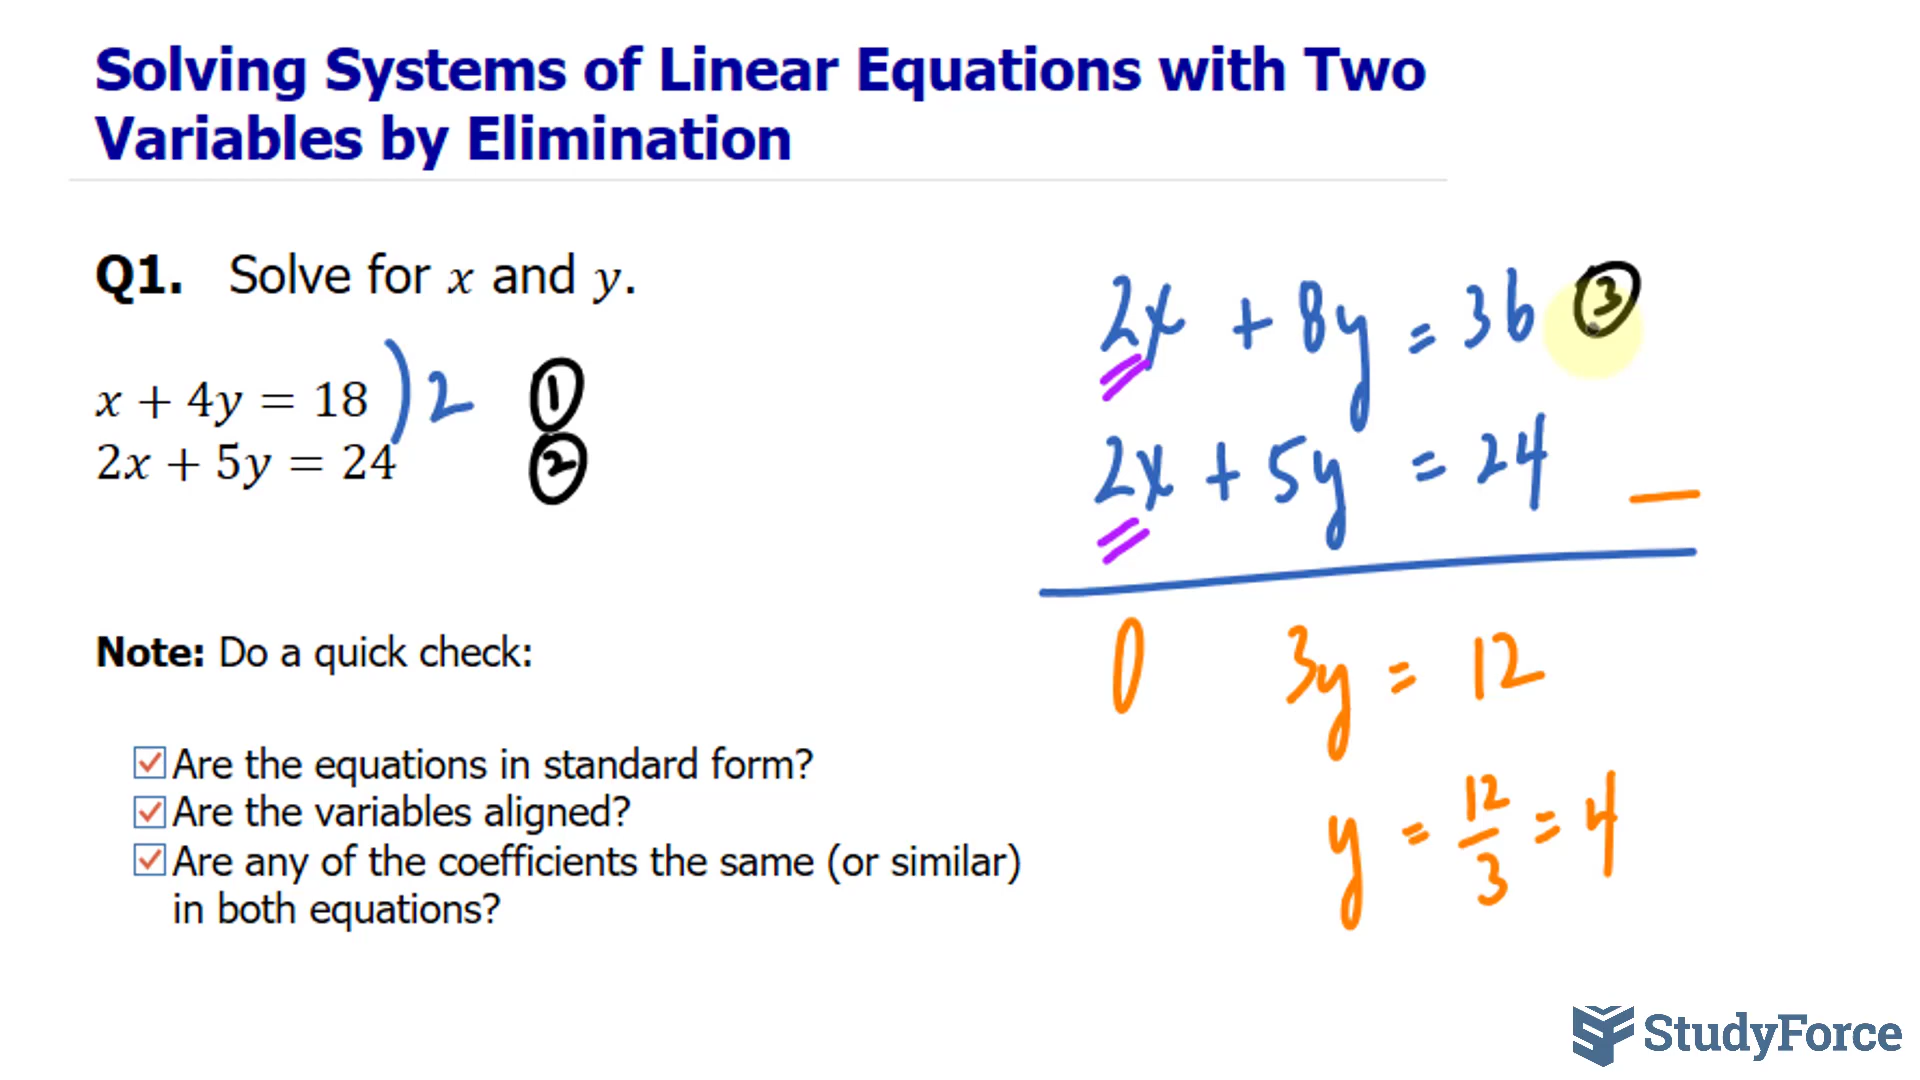 Solving Systems of Linear Equations with Two
Variables by Elimination
Q1. Solve for x and y.
x + 4y = 18 ) 2 ①
2x + 5y = 24 ②
Note: Do a quick check:
☑ Are the equations in standard form?
☑ Are the variables aligned?
☑ Are any of the coefficients the same (or similar)
in both equations?
2x + 8y = 36 ③
2x + 5y = 24 —
0 3y = 12
y = 12/3 = 4
StudyForce